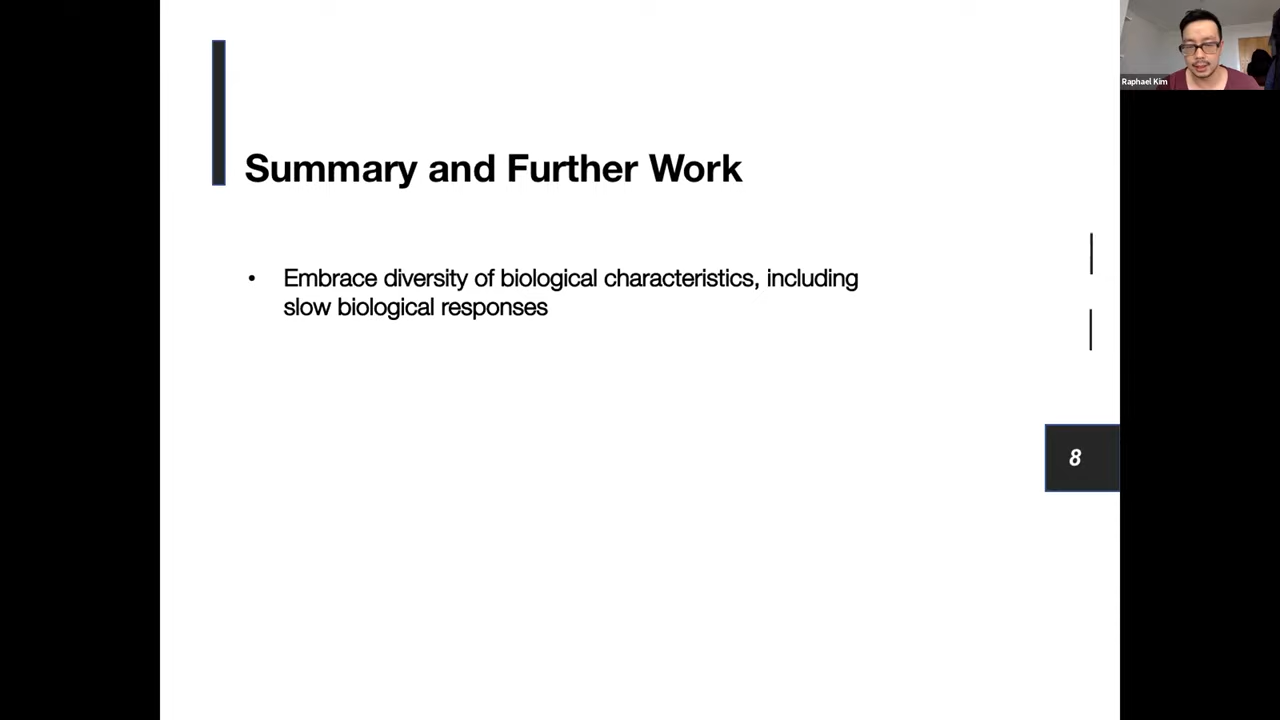 Raphael Kim
Summary and Further Work
• Embrace diversity of biological characteristics, including
slow biological responses
8